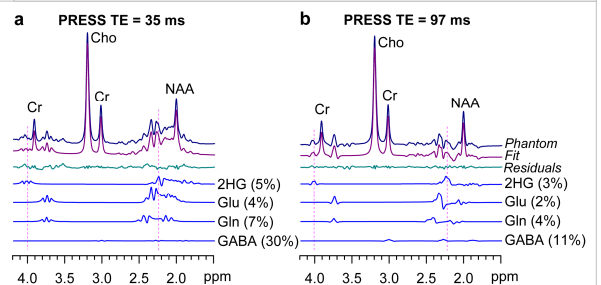 a PRESS TE = 35 ms
Cho
Cr
Cr
NAA
2HG (5%)
Glu (4%)
Gln (7%)
GABA (30%)
4.0 3.5 3.0 2.5 2.0 ppm
b PRESS TE = 97 ms
Cho
Cr
Cr
NAA
Phantom
Fit
Residuals
2HG (3%)
Glu (2%)
Gln (4%)
GABA (11%)
4.0 3.5 3.0 2.5 2.0 ppm